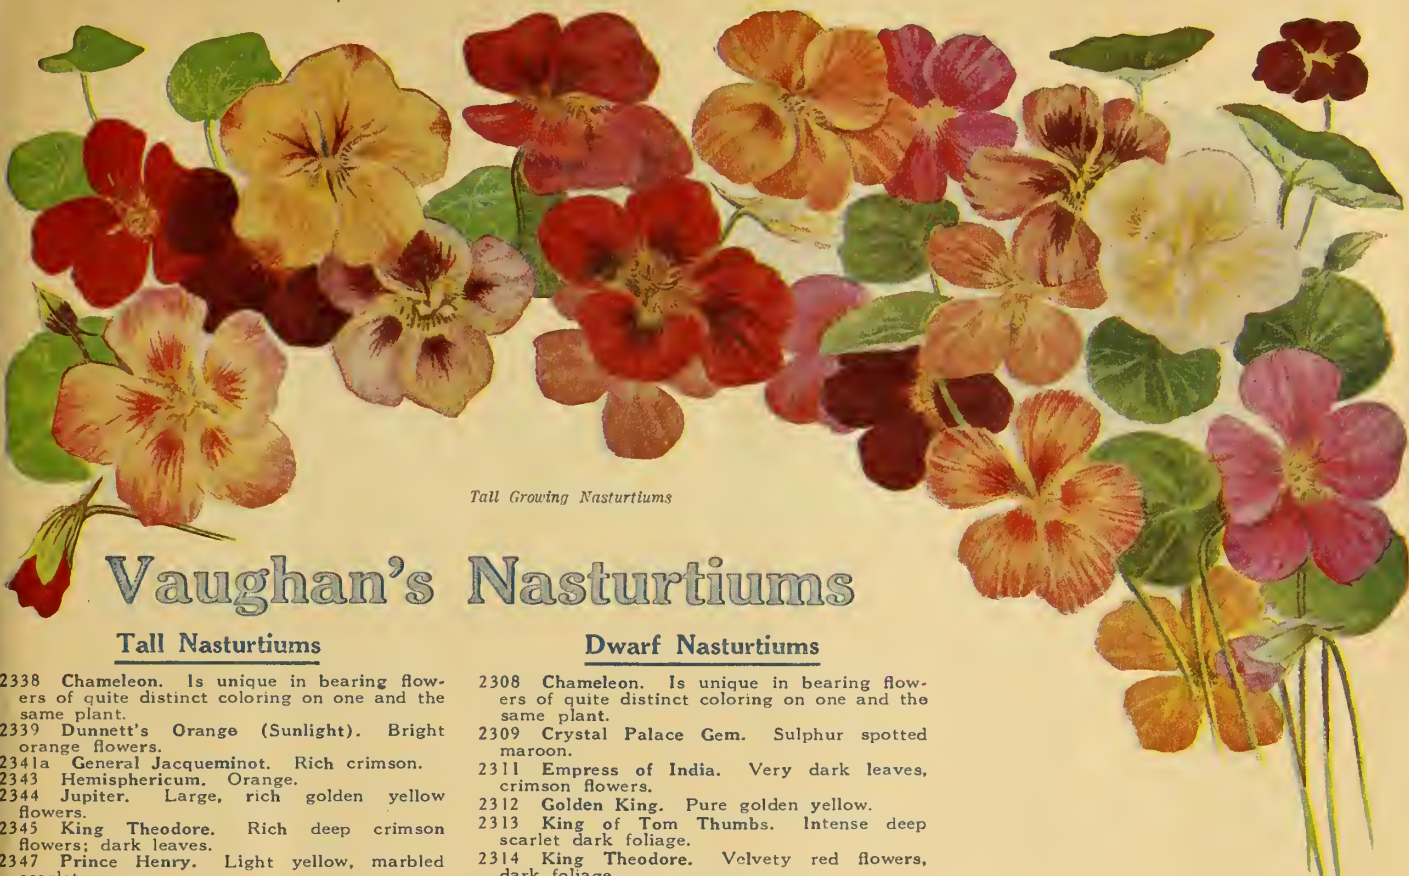 Tall Growing Nasturtiums
Vaughan's Nasturtiums
Tall Nasturtiums
2338 Chameleon. Is unique in bearing flow-
ers of quite distinct coloring on one and the
same plant.
2339 Dunnett's Orange (Sunlight). Bright
orange flowers.
2341a General Jacqueminot. Rich crimson.
2343 Hemisphericum. Orange.
2344 Jupiter. Large, rich golden yellow
flowers.
2345 King Theodore. Rich deep crimson
flowers; dark leaves.
2347 Prince Henry. Light yellow, marbled
scarlet.
Dwarf Nasturtiums
2308 Chameleon. Is unique in bearing flow-
ers of quite distinct coloring on one and the
same plant.
2309 Crystal Palace Gem. Sulphur spotted
maroon.
2311 Empress of India. Very dark leaves,
crimson flowers.
2312 Golden King. Pure golden yellow.
2313 King of Tom Thumbs. Intense deep
scarlet dark foliage.
2314 King Theodore. Velvety red flowers,
dark foliage.